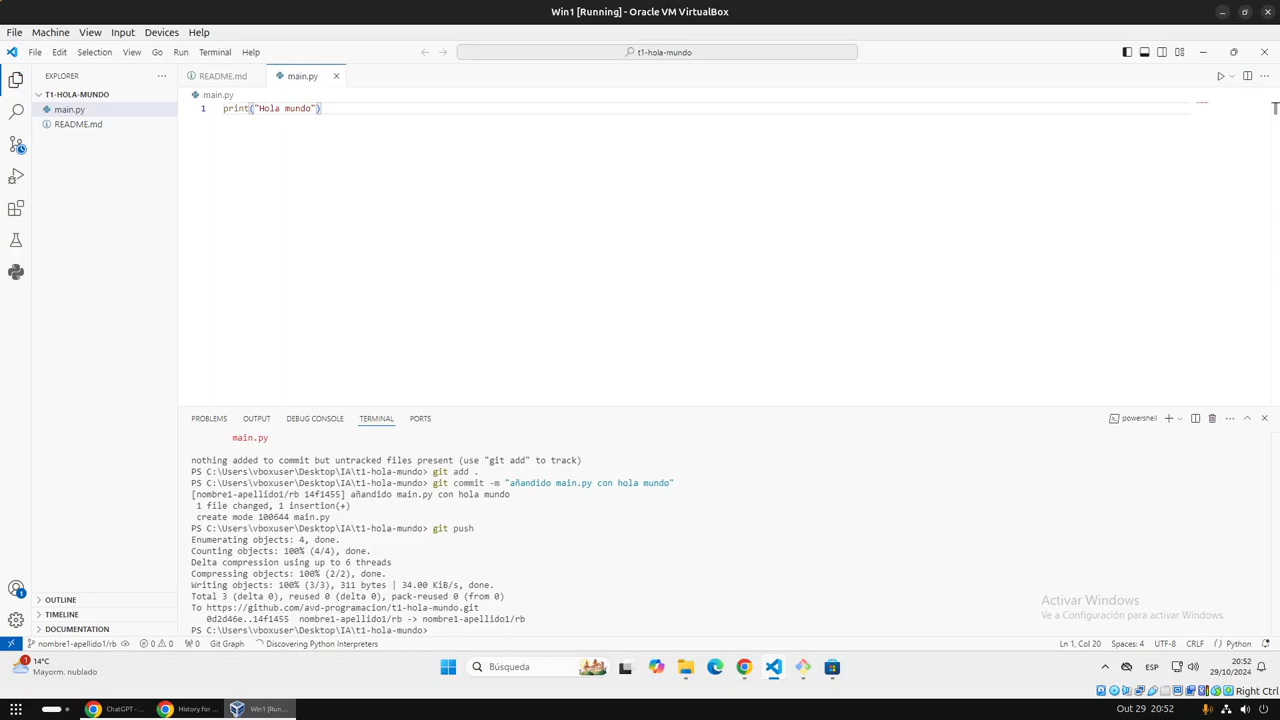 Win1 [Running] - Oracle VM VirtualBox
File Machine View Input Devices Help
File Edit Selection View Go Run Terminal Help
t1-hola-mundo
EXPLORER
README.md
main.py
T1-HOLA-MUNDO
main.py
README.md
main.py
1 print("Hola mundo")
PROBLEMS OUTPUT DEBUG CONSOLE TERMINAL PORTS
powershell
main.py
nothing added to commit but untracked files present (use "git add" to track)
PS C:\Users\vboxuser\Desktop\IA\t1-hola-mundo> git add .
PS C:\Users\vboxuser\Desktop\IA\t1-hola-mundo> git commit -m "añandido main.py con hola mundo"
[nombre1-apellido1/rb 14f1455] añandido main.py con hola mundo
1 file changed, 1 insertion(+)
create mode 100644 main.py
PS C:\Users\vboxuser\Desktop\IA\t1-hola-mundo> git push
Enumerating objects: 4, done.
Counting objects: 100% (4/4), done.
Delta compression using up to 6 threads
Compressing objects: 100% (2/2), done.
Writing objects: 100% (3/3), 311 bytes | 34.00 KiB/s, done.
Total 3 (delta 0), reused 0 (delta 0), pack-reused 0 (from 0)
To https://github.com/avd-programacion/t1-hola-mundo.git
0d2d46e..14f1455 nombre1-apellido1/rb -> nombre1-apellido1/rb
PS C:\Users\vboxuser\Desktop\IA\t1-hola-mundo>
OUTLINE
TIMELINE
DOCUMENTATION
Activar Windows
Ve a Configuración para activar Windows.
nombre1-apellido1/rb 0 0 0 Git Graph Discovering Python Interpreters
Ln 1, Col 20 Spaces: 4 UTF-8 CRLF Python
1
14°C
Mayorm. nublado
Búsqueda
ESP
20:52
29/10/2024
Right Ctrl
ChatGPT - ...
History for ...
Win1 [Run...
Out 29 20:52